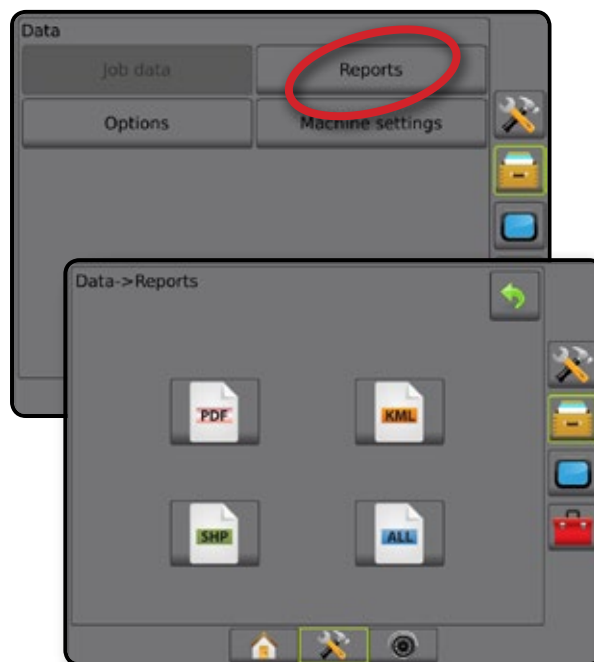 Data
Job data
Reports
Options
Machine settings
Data->Reports
PDF
KML
SHP
ALL